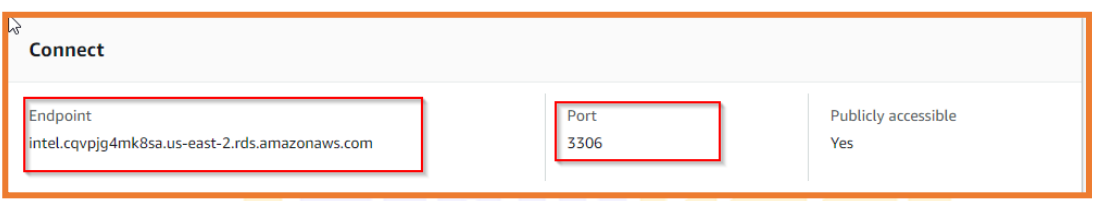 Connect
Endpoint
intel.cqvpjg4mk8sa.us-east-2.rds.amazonaws.com
Port
3306
Publicly accessible
Yes